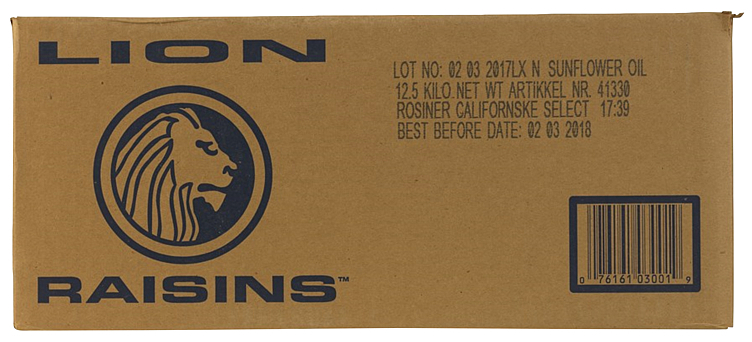 LION
RAISINS™
LOT NO: 02 03 2017LX N SUNFLOWER OIL
12.5 KILO.NET WT ARTIKKEL NR. 41330
ROSINER CALIFORNSKE SELECT 17:39
BEST BEFORE DATE: 02 03 2018
0 76161 03001 9